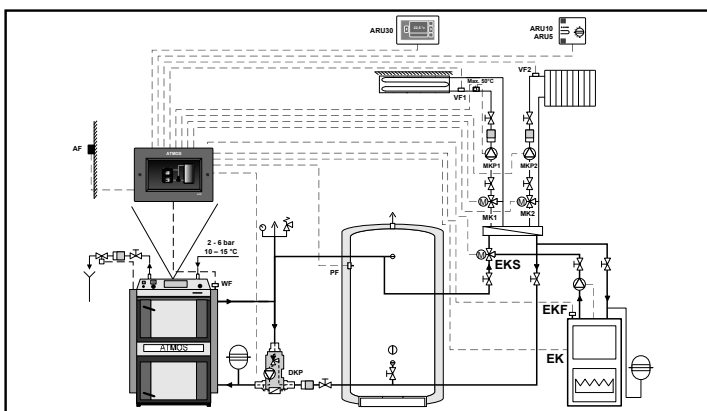 ARU30
ARU10
ARU5
VF2
Max. 50°C
VF1
AF
ATMOS
MKP1
MKP2
MK1
MK2
2 - 6 bar
10 – 15 °C
WF
PF
EKS
EKF
EK
ATMOS
DKP